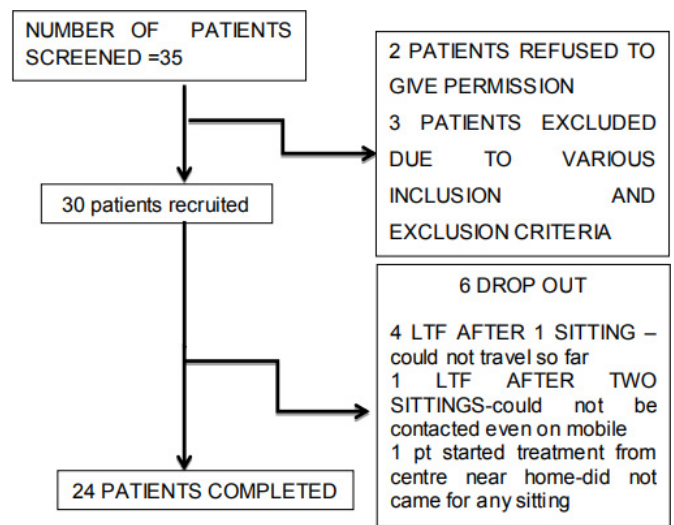 NUMBER OF PATIENTS
SCREENED =35
2 PATIENTS REFUSED TO
GIVE PERMISSION
3 PATIENTS EXCLUDED
DUE TO VARIOUS
INCLUSION AND
EXCLUSION CRITERIA
30 patients recruited
6 DROP OUT
4 LTF AFTER 1 SITTING –
could not travel so far
1 LTF AFTER TWO
SITTINGS-could not be
contacted even on mobile
1 pt started treatment from
centre near home-did not
came for any sitting
24 PATIENTS COMPLETED